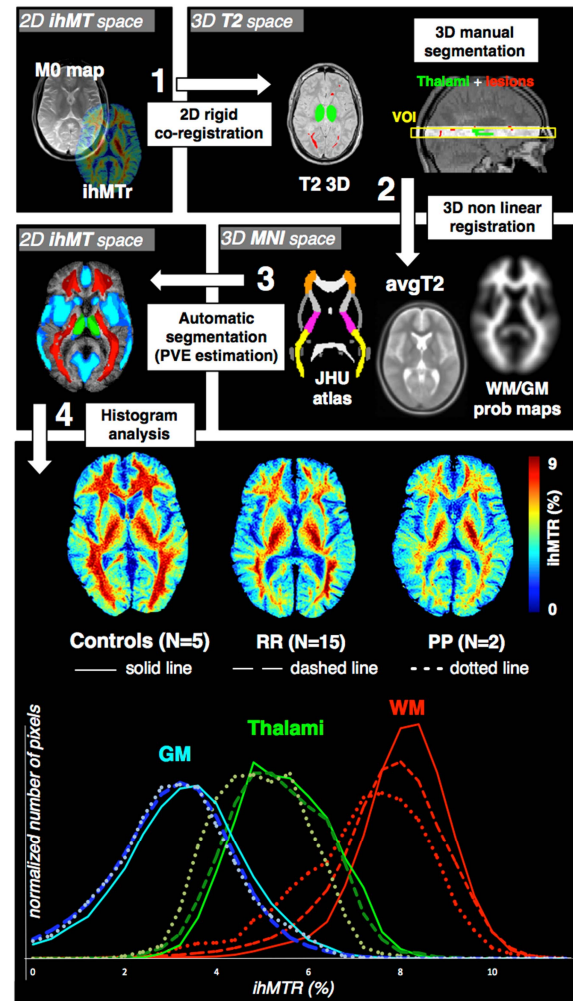 2D ihMT space
M0 map
ihMTr
1
2D rigid
co-registration
3D T2 space
T2 3D
3D manual
segmentation
Thalami + lesions
VOI
2
3D non linear
registration
2D ihMT space
3
Automatic
segmentation
(PVE estimation)
3D MNI space
JHU
atlas
avgT2
WM/GM
prob maps
4
Histogram
analysis
9
ihMTR (%)
0
Controls (N=5)
RR (N=15)
PP (N=2)
solid line
dashed line
dotted line
normalized number of pixels
GM
Thalami
WM
0 2 4 6 8 10
ihMTR (%)